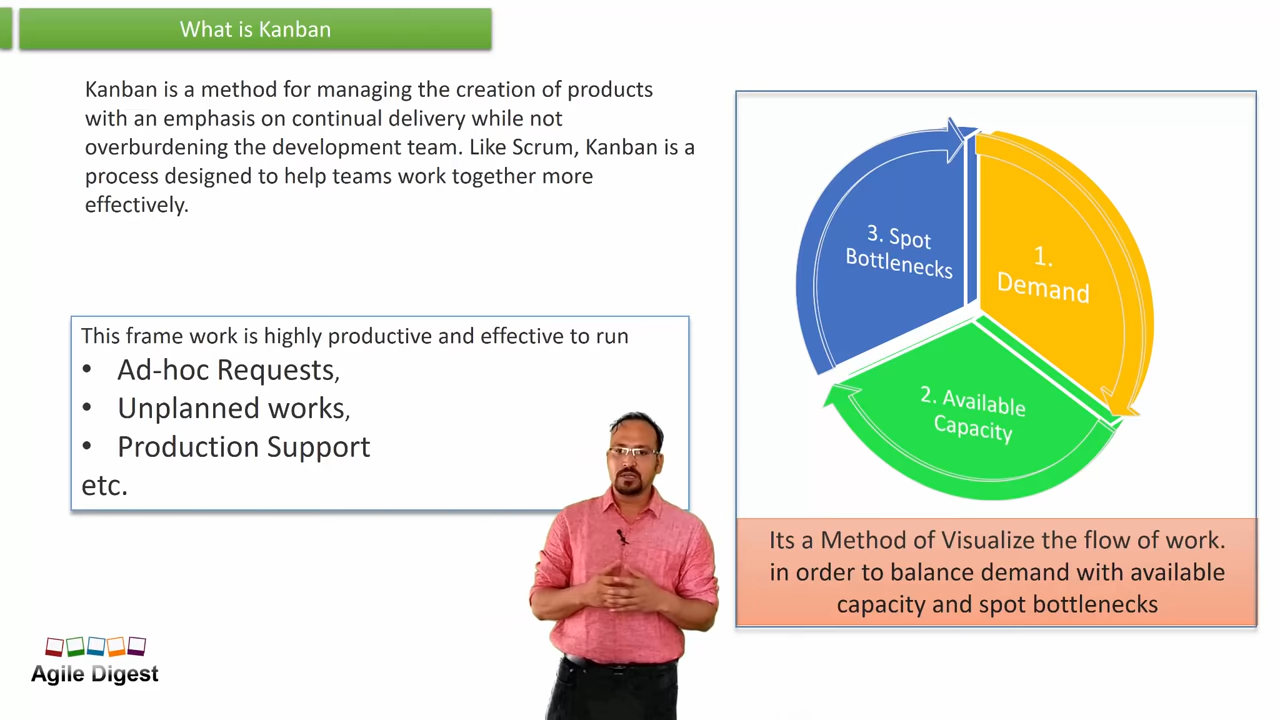 What is Kanban
Kanban is a method for managing the creation of products
with an emphasis on continual delivery while not
overburdening the development team. Like Scrum, Kanban is a
process designed to help teams work together more
effectively.
This frame work is highly productive and effective to run
• Ad-hoc Requests,
• Unplanned works,
• Production Support
etc.
3. Spot
Bottlenecks
1.
Demand
2. Available
Capacity
Its a Method of Visualize the flow of work.
in order to balance demand with available
capacity and spot bottlenecks
Agile Digest